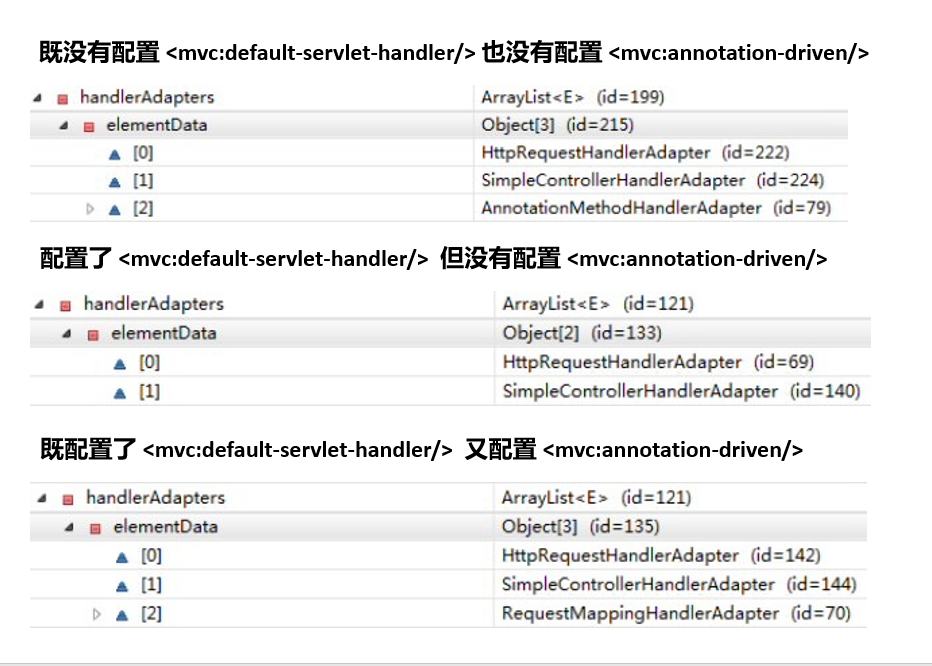 既没有配置 <mvc:default-servlet-handler/> 也没有配置 <mvc:annotation-driven/>
handlerAdapters ArrayList<E> (id=199)
elementData Object[3] (id=215)
[0] HttpRequestHandlerAdapter (id=222)
[1] SimpleControllerHandlerAdapter (id=224)
[2] AnnotationMethodHandlerAdapter (id=79)
配置了 <mvc:default-servlet-handler/> 但没有配置 <mvc:annotation-driven/>
handlerAdapters ArrayList<E> (id=121)
elementData Object[2] (id=133)
[0] HttpRequestHandlerAdapter (id=69)
[1] SimpleControllerHandlerAdapter (id=140)
既配置了 <mvc:default-servlet-handler/> 又配置 <mvc:annotation-driven/>
handlerAdapters ArrayList<E> (id=121)
elementData Object[3] (id=135)
[0] HttpRequestHandlerAdapter (id=142)
[1] SimpleControllerHandlerAdapter (id=144)
[2] RequestMappingHandlerAdapter (id=70)